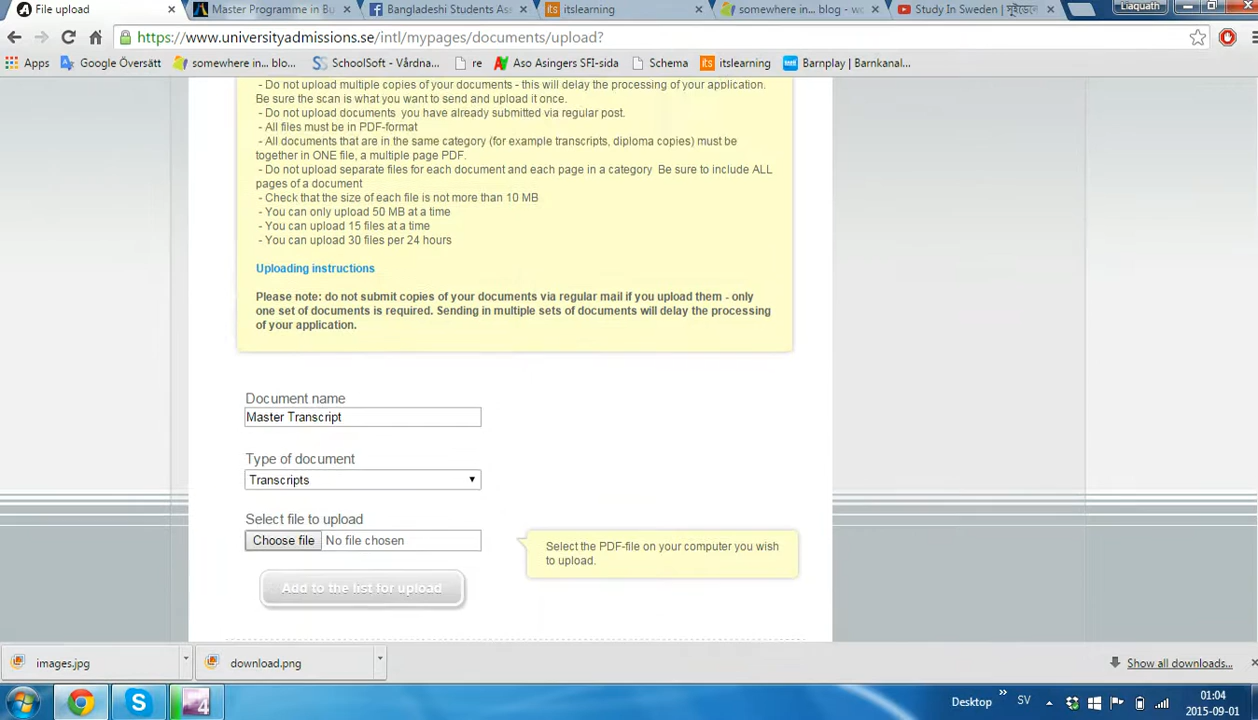 File upload
Master Programme in Bu
Bangladeshi Students Ass
itslearning
somewhere in... blog - wo
Study In Sweden | সুইডেনে
Liaquath
https://www.universityadmissions.se/intl/mypages/documents/upload?
Apps
Google Översätt
somewhere in... blo...
SchoolSoft - Vårdna...
re
Aso Asingers SFI-sida
Schema
itslearning
Barnplay | Barnkanal...
- Do not upload multiple copies of your documents - this will delay the processing of your application.
Be sure the scan is what you want to send and upload it once.
- Do not upload documents you have already submitted via regular post.
- All files must be in PDF-format
- All documents that are in the same category (for example transcripts, diploma copies) must be
together in ONE file, a multiple page PDF.
- Do not upload separate files for each document and each page in a category Be sure to include ALL
pages of a document
- Check that the size of each file is not more than 10 MB
- You can only upload 50 MB at a time
- You can upload 15 files at a time
- You can upload 30 files per 24 hours
Uploading instructions
Please note: do not submit copies of your documents via regular mail if you upload them - only
one set of documents is required. Sending in multiple sets of documents will delay the processing
of your application.
Document name
Master Transcript
Type of document
Transcripts
Select file to upload
Choose file No file chosen
Select the PDF-file on your computer you wish
to upload.
Add to the list for upload
images.jpg
download.png
Show all downloads...
Desktop
SV
01:04
2015-09-01